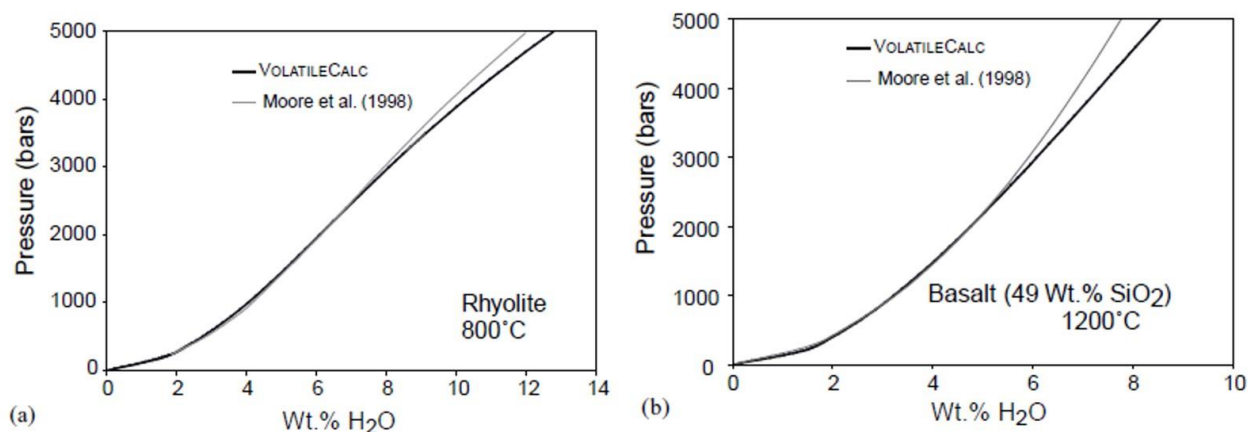 5000
4000
3000
2000
1000
0
Pressure (bars)
VOLATILECALC
Moore et al. (1998)
Rhyolite
800˚C
0 2 4 6 8 10 12 14
(a)
Wt.% H2O
5000
4000
3000
2000
1000
0
Pressure (bars)
VOLATILECALC
Moore et al. (1998)
Basalt (49 Wt.% SiO2)
1200˚C
0 2 4 6 8 10
(b)
Wt.% H2O